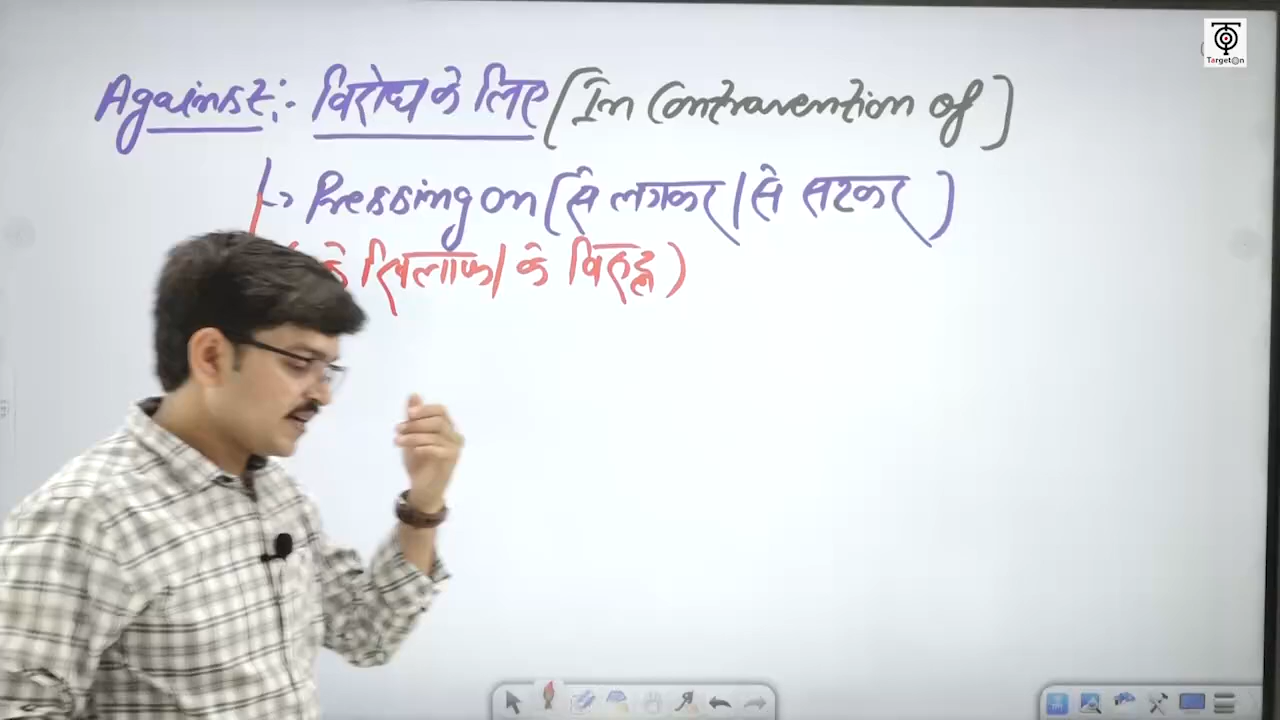 Target@n
Against :- विरोध के लिए [In Contravention of]
↳ Pressing on (से लगकर / से सटकर)
के खिलाफ / के विरुद्ध)